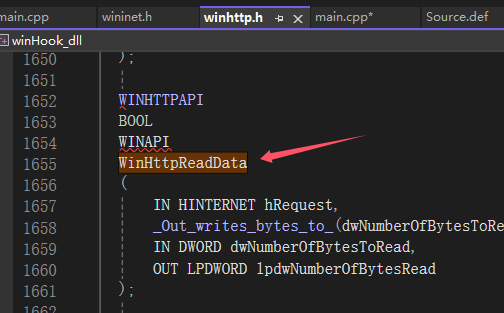 main.cpp wininet.h winhttp.h main.cpp* Source.def
winHook_dll
1650 );
1651
1652 WINHTTPAPI
1653 BOOL
1654 WINAPI
1655 WinHttpReadData
1656 (
1657 IN HINTERNET hRequest,
1658 _Out_writes_bytes_to_(dwNumberOfBytesToRe
1659 IN DWORD dwNumberOfBytesToRead,
1660 OUT LPDWORD lpdwNumberOfBytesRead
1661 );
1662